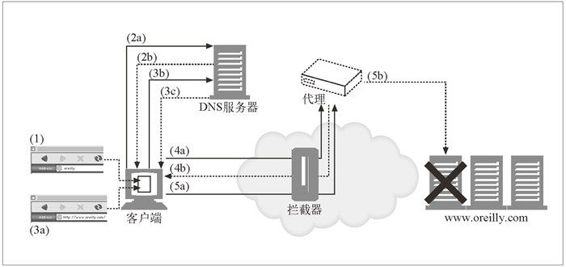 (2a)
(2b)
(3b)
(3c)
DNS服务器
(5b)
代理
(1)
oreilly
(4a)
(4b)
(5a)
(3a)
http://www.oreilly.com/
客户端
拦截器
www.oreilly.com